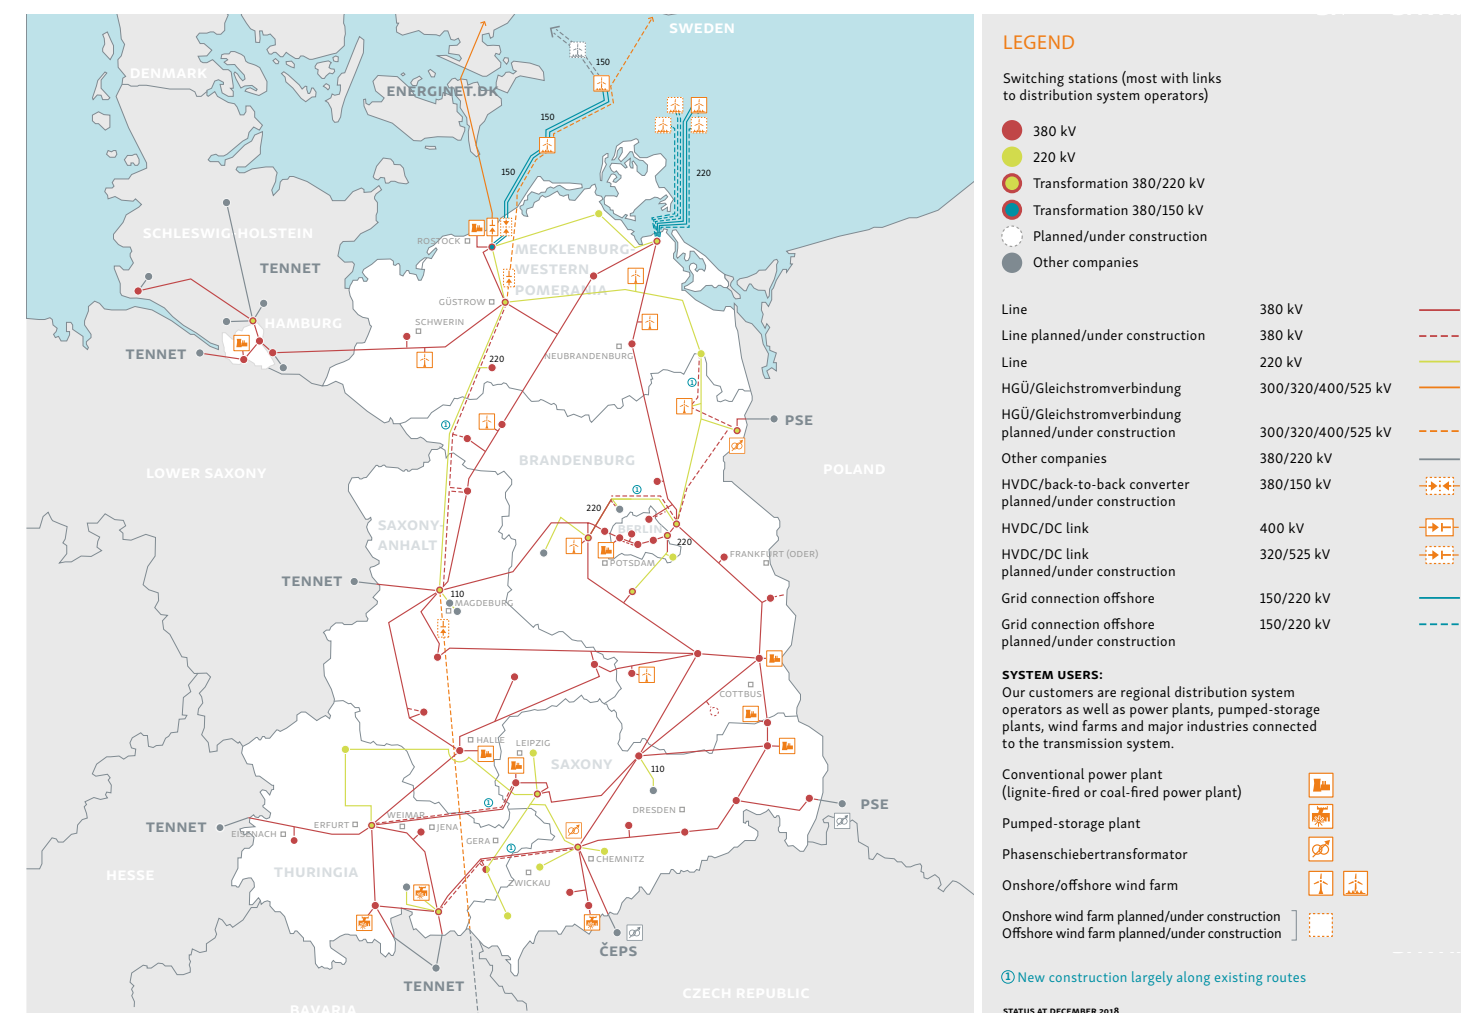 SWEDEN
DENMARK
150
ENERGINET.DK
150
150
220
SCHLESWIG-HOLSTEIN
ROSTOCK
MECKLENBURG-
WESTERN
POMERANIA
TENNET
GÜSTROW
HAMBURG
SCHWERIN
TENNET
NEUBRANDENBURG
220
1
PSE
1
BRANDENBURG
LOWER SAXONY
POLAND
1
220
SAXONY-
ANHALT
BERLIN
220
FRANKFURT (ODER)
POTSDAM
TENNET
110
MAGDEBURG
COTTBUS
HALLE
LEIPZIG
SAXONY
110
1
DRESDEN
PSE
WEIMAR
ERFURT
JENA
TENNET
EISENACH
GERA
1
CHEMNITZ
THURINGIA
ZWICKAU
HESSE
ČEPS
TENNET
CZECH REPUBLIC
BAVARIA
LEGEND
Switching stations (most with links
to distribution system operators)
380 kV
220 kV
Transformation 380/220 kV
Transformation 380/150 kV
Planned/under construction
Other companies
Line 380 kV
Line planned/under construction 380 kV
Line 220 kV
HGÜ/Gleichstromverbindung 300/320/400/525 kV
HGÜ/Gleichstromverbindung
planned/under construction 300/320/400/525 kV
Other companies 380/220 kV
HVDC/back-to-back converter 380/150 kV
planned/under construction
HVDC/DC link 400 kV
HVDC/DC link 320/525 kV
planned/under construction
Grid connection offshore 150/220 kV
Grid connection offshore 150/220 kV
planned/under construction
SYSTEM USERS:
Our customers are regional distribution system
operators as well as power plants, pumped-storage
plants, wind farms and major industries connected
to the transmission system.
Conventional power plant
(lignite-fired or coal-fired power plant)
Pumped-storage plant
Phasenschiebertransformator
Onshore/offshore wind farm
Onshore wind farm planned/under construction
Offshore wind farm planned/under construction
1 New construction largely along existing routes
STATUS AT DECEMBER 2018